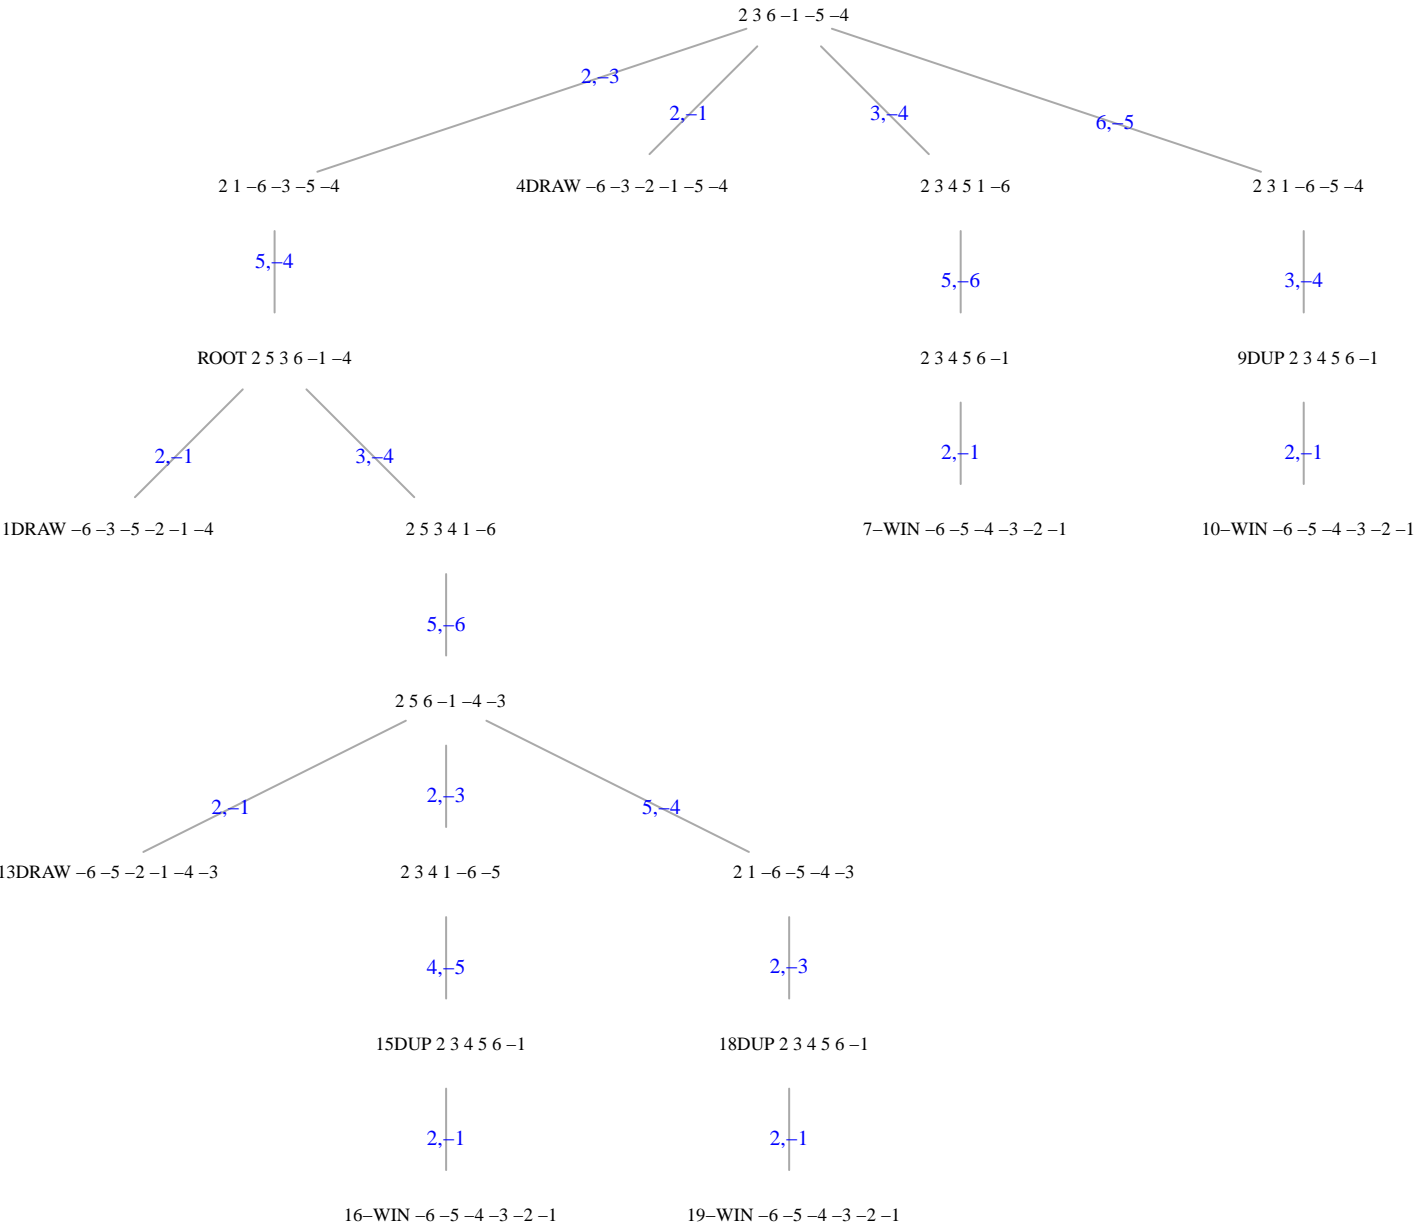 2 3 6 –1 –5 –4
2,–3
2,–1
3,–4
6,–5
2 1 –6 –3 –5 –4
4DRAW –6 –3 –2 –1 –5 –4
2 3 4 5 1 –6
2 3 1 –6 –5 –4
5,–4
5,–6
3,–4
ROOT 2 5 3 6 –1 –4
2 3 4 5 6 –1
9DUP 2 3 4 5 6 –1
2,–1
3,–4
2,–1
2,–1
1DRAW –6 –3 –5 –2 –1 –4
2 5 3 4 1 –6
7–WIN –6 –5 –4 –3 –2 –1
10–WIN –6 –5 –4 –3 –2 –1
5,–6
2 5 6 –1 –4 –3
2,–1
2,–3
5,–4
13DRAW –6 –5 –2 –1 –4 –3
2 3 4 1 –6 –5
2 1 –6 –5 –4 –3
4,–5
2,–3
15DUP 2 3 4 5 6 –1
18DUP 2 3 4 5 6 –1
2,–1
2,–1
16–WIN –6 –5 –4 –3 –2 –1
19–WIN –6 –5 –4 –3 –2 –1